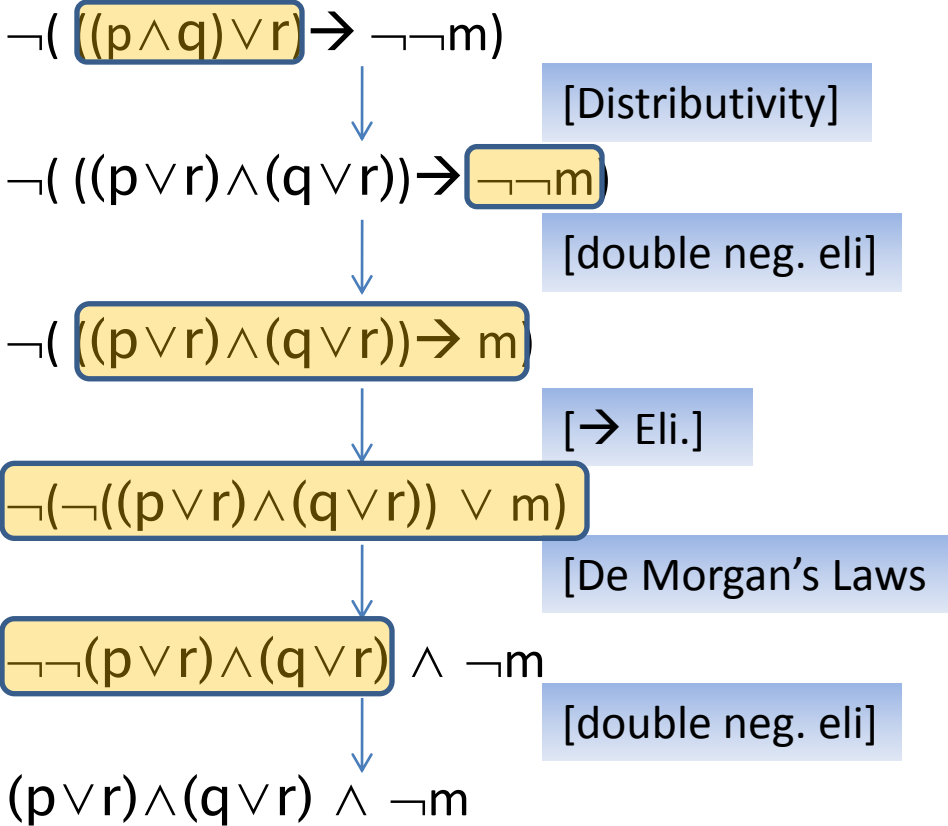 ¬( ((p∧q)∨r)→ ¬¬m)
[Distributivity]
¬( ((p∨r)∧(q∨r))→ ¬¬m)
[double neg. eli]
¬( ((p∨r)∧(q∨r))→ m)
[→ Eli.]
¬(¬((p∨r)∧(q∨r)) ∨ m)
[De Morgan’s Laws
¬¬(p∨r)∧(q∨r) ∧ ¬m
[double neg. eli]
(p∨r)∧(q∨r) ∧ ¬m